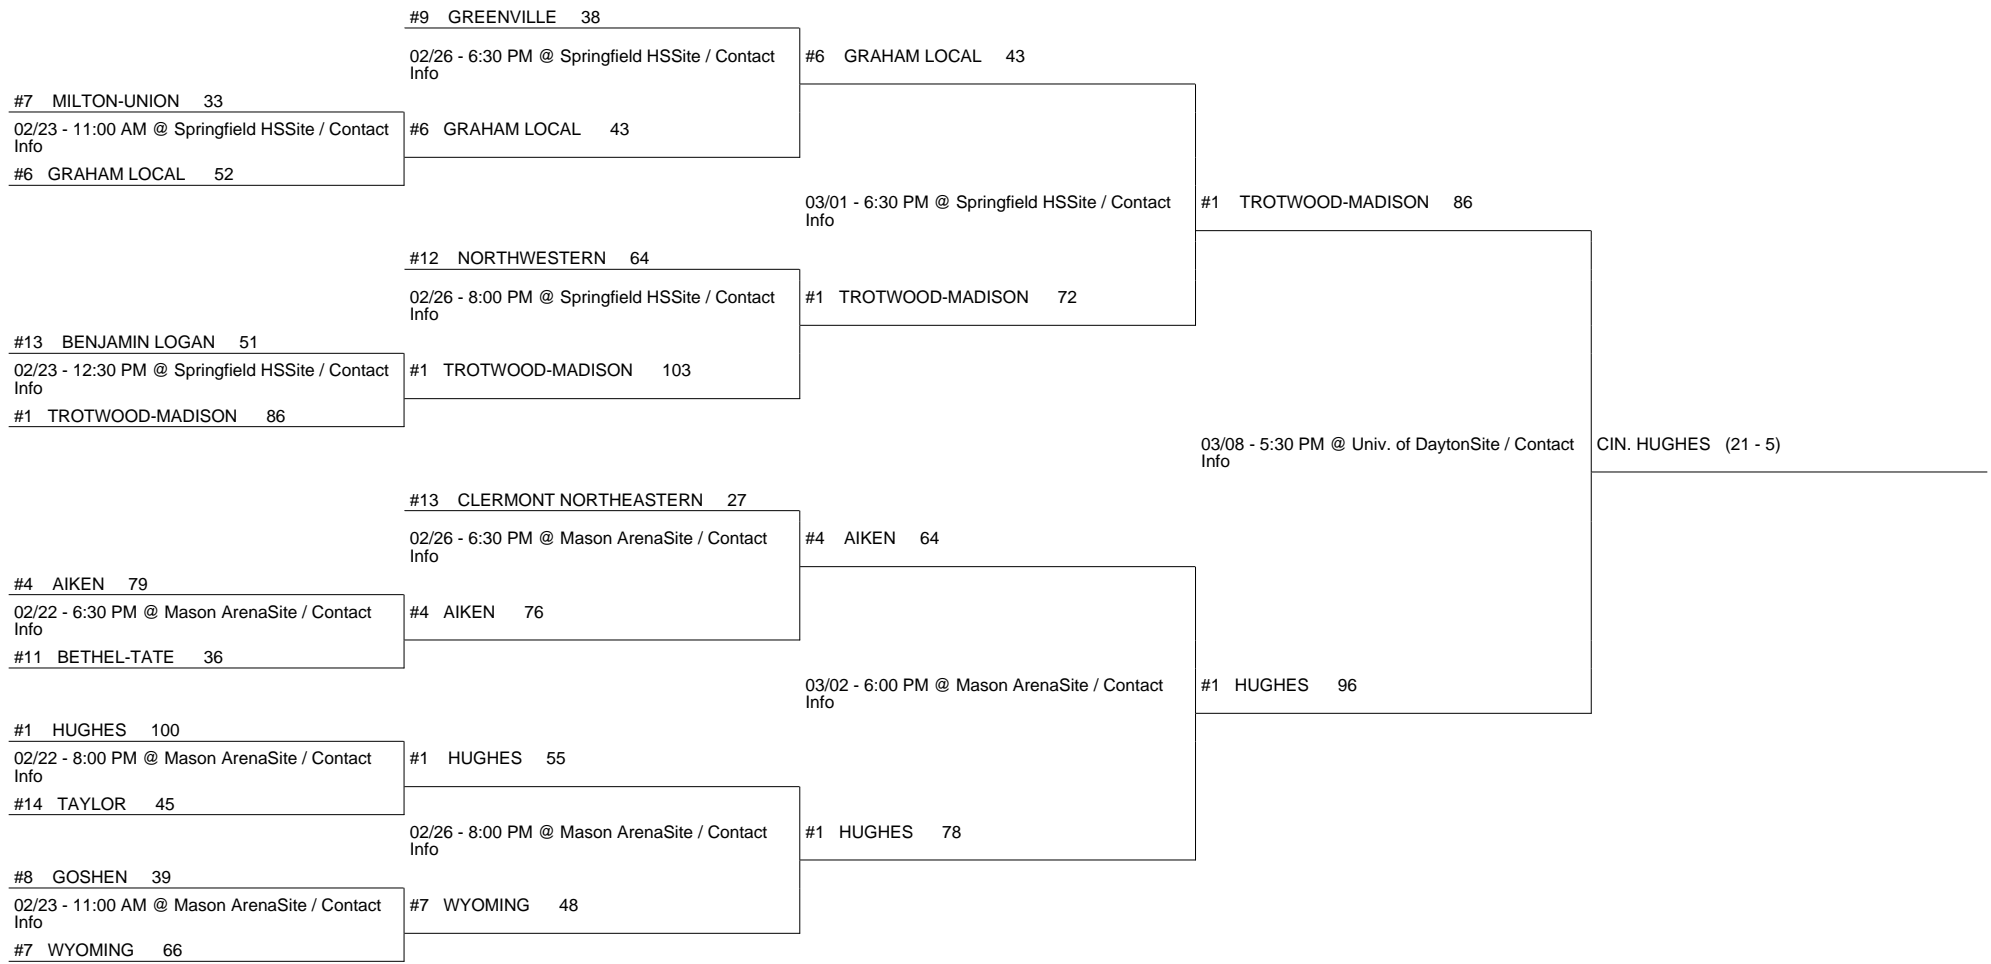 #9 GREENVILLE 38
02/26 - 6:30 PM @ Springfield HSSite / Contact
Info
#6 GRAHAM LOCAL 43
#7 MILTON-UNION 33
02/23 - 11:00 AM @ Springfield HSSite / Contact
Info
#6 GRAHAM LOCAL 43
#6 GRAHAM LOCAL 52
03/01 - 6:30 PM @ Springfield HSSite / Contact
Info
#1 TROTWOOD-MADISON 86
#12 NORTHWESTERN 64
02/26 - 8:00 PM @ Springfield HSSite / Contact
Info
#1 TROTWOOD-MADISON 72
#13 BENJAMIN LOGAN 51
02/23 - 12:30 PM @ Springfield HSSite / Contact
Info
#1 TROTWOOD-MADISON 103
#1 TROTWOOD-MADISON 86
03/08 - 5:30 PM @ Univ. of DaytonSite / Contact
Info
CIN. HUGHES (21 - 5)
#13 CLERMONT NORTHEASTERN 27
02/26 - 6:30 PM @ Mason ArenaSite / Contact
Info
#4 AIKEN 64
#4 AIKEN 79
02/22 - 6:30 PM @ Mason ArenaSite / Contact
Info
#4 AIKEN 76
#11 BETHEL-TATE 36
03/02 - 6:00 PM @ Mason ArenaSite / Contact
Info
#1 HUGHES 96
#1 HUGHES 100
02/22 - 8:00 PM @ Mason ArenaSite / Contact
Info
#1 HUGHES 55
#14 TAYLOR 45
02/26 - 8:00 PM @ Mason ArenaSite / Contact
Info
#1 HUGHES 78
#8 GOSHEN 39
02/23 - 11:00 AM @ Mason ArenaSite / Contact
Info
#7 WYOMING 48
#7 WYOMING 66